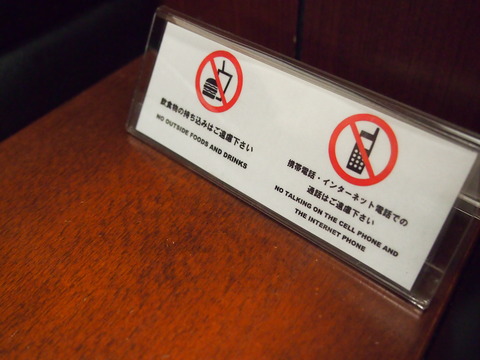 飲食物の持ち込みはご遠慮下さい
NO OUTSIDE FOODS AND DRINKS
携帯電話・インターネット電話での
通話はご遠慮下さい
NO TALKING ON THE CELL PHONE AND
THE INTERNET PHONE